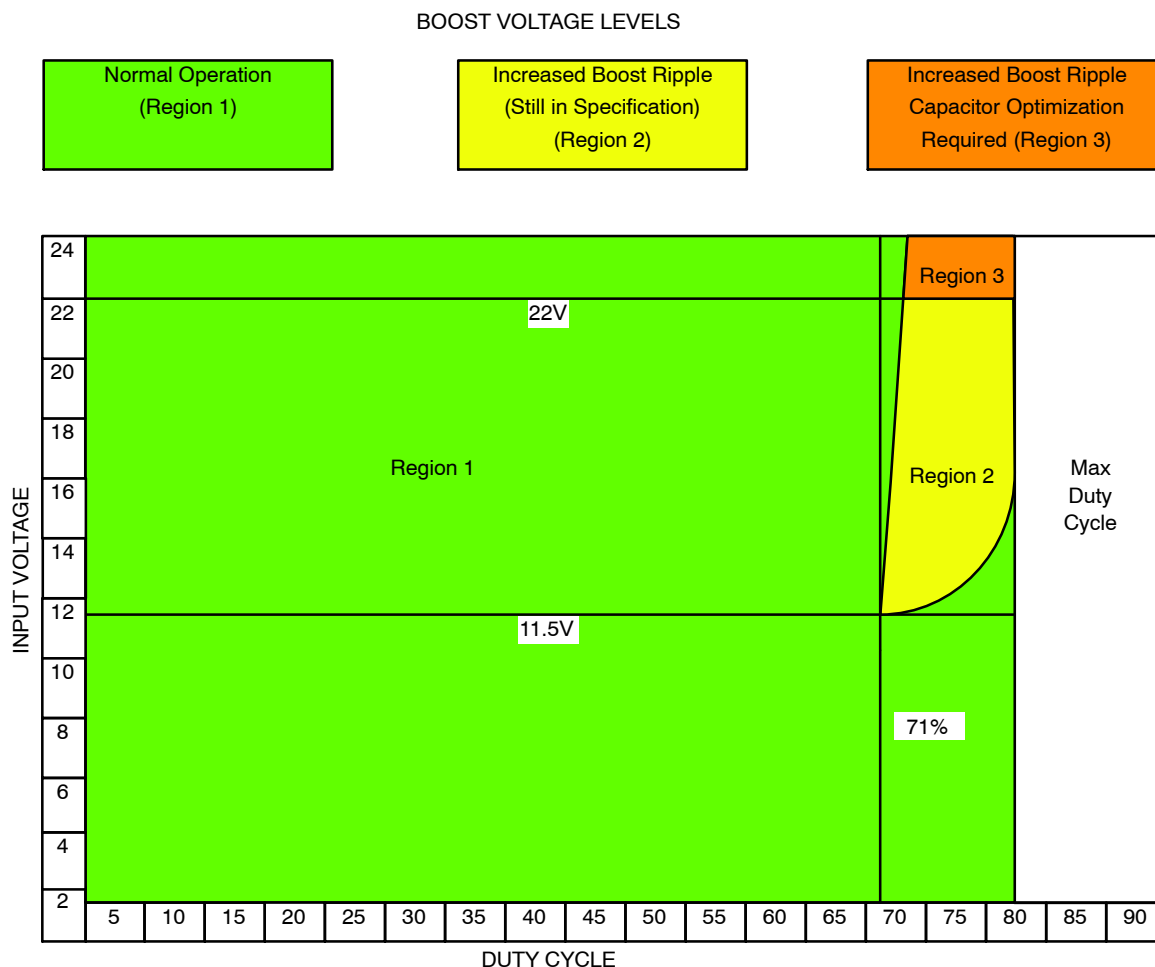 BOOST VOLTAGE LEVELS
Normal Operation
(Region 1)
Increased Boost Ripple
(Still in Specification)
(Region 2)
Increased Boost Ripple
Capacitor Optimization
Required (Region 3)
INPUT VOLTAGE
24
22
20
18
16
14
12
10
8
6
4
2
Region 3
22V
Region 1
Region 2
Max
Duty
Cycle
11.5V
71%
5 10 15 20 25 30 35 40 45 50 55 60 65 70 75 80 85 90
DUTY CYCLE